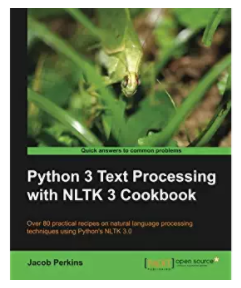 Quick answers to common problems
Python 3 Text Processing
with NLTK 3 Cookbook
Over 80 practical recipes on natural language processing
techniques using Python's NLTK 3.0
Jacob Perkins
[PACKT] open source
PUBLISHING